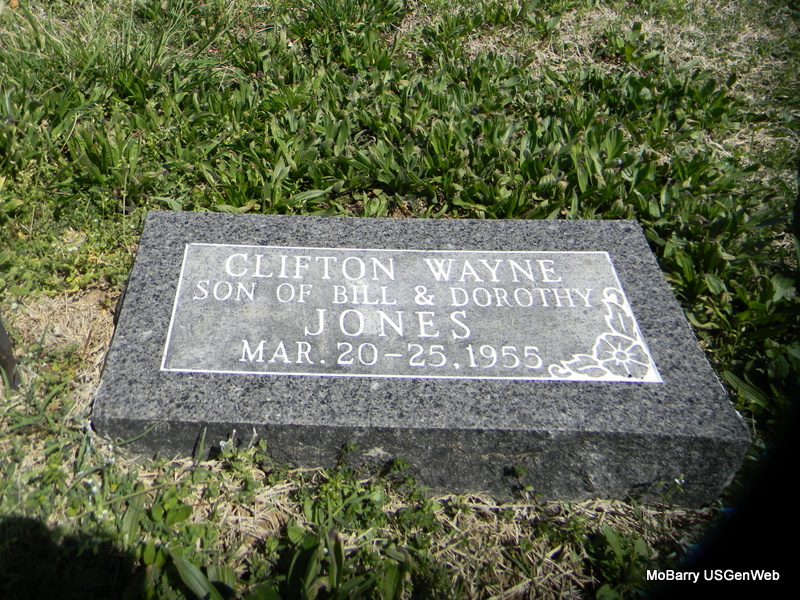 CLIFTON WAYNE
SON OF BILL & DOROTHY
JONES
MAR. 20-25, 1955
MoBarry USGenWeb